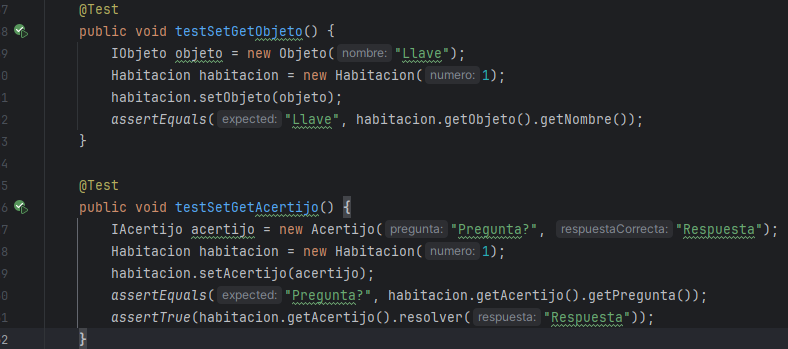 7 @Test
8 public void testSetGetObjeto() {
9 IObjeto objeto = new Objeto( nombre: "Llave");
0 Habitacion habitacion = new Habitacion( numero: 1);
1 habitacion.setObjeto(objeto);
2 assertEquals( expected: "Llave", habitacion.getObjeto().getNombre());
3 }
4
5 @Test
6 public void testSetGetAcertijo() {
7 IAcertijo acertijo = new Acertijo( pregunta: "Pregunta?", respuestaCorrecta: "Respuesta");
8 Habitacion habitacion = new Habitacion( numero: 1);
9 habitacion.setAcertijo(acertijo);
0 assertEquals( expected: "Pregunta?", habitacion.getAcertijo().getPregunta());
1 assertTrue(habitacion.getAcertijo().resolver( respuesta: "Respuesta"));
32 }